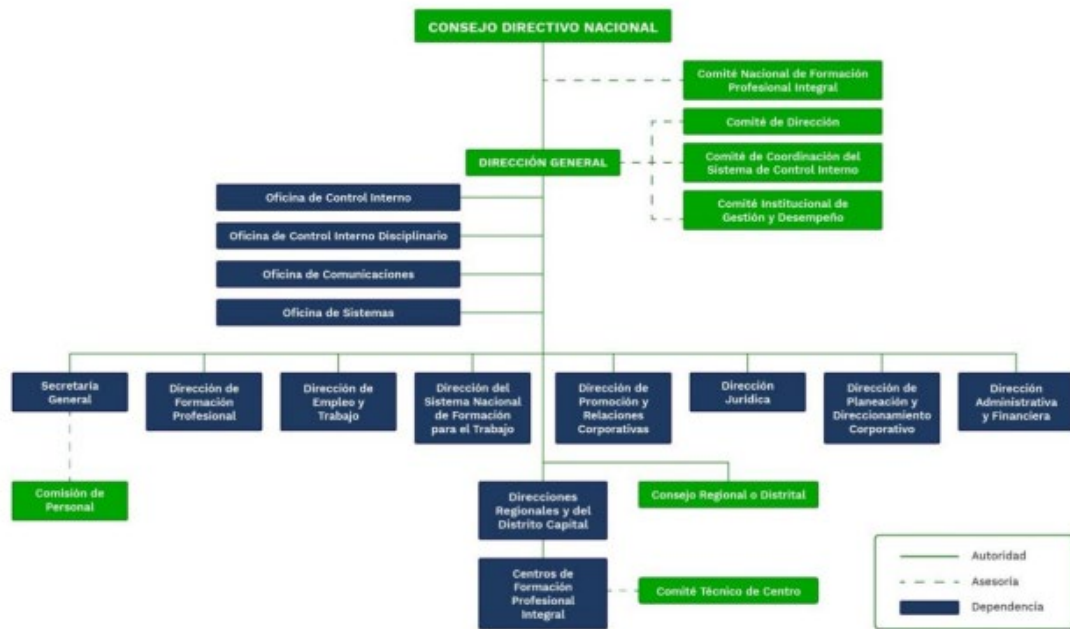 CONSEJO DIRECTIVO NACIONAL
Comité Nacional de Formación
Profesional Integral
Comité de Dirección
DIRECCIÓN GENERAL
Comité de Coordinación del
Sistema de Control Interno
Comité Institucional de
Gestión y Desempeño
Oficina de Control Interno
Oficina de Control Interno Disciplinario
Oficina de Comunicaciones
Oficina de Sistemas
Secretaría
General
Dirección de
Formación
Profesional
Dirección de
Empleo y
Trabajo
Dirección del
Sistema Nacional
de Formación
para el Trabajo
Dirección de
Promoción y
Relaciones
Corporativas
Dirección
Jurídica
Dirección de
Planeación y
Direccionamiento
Corporativo
Dirección
Administrativa
y Financiera
Comisión de
Personal
Direcciones
Regionales y del
Distrito Capital
Consejo Regional o Distrital
Centros de
Formación
Profesional
Integral
Comité Técnico de Centro
Autoridad
Asesoría
Dependencia